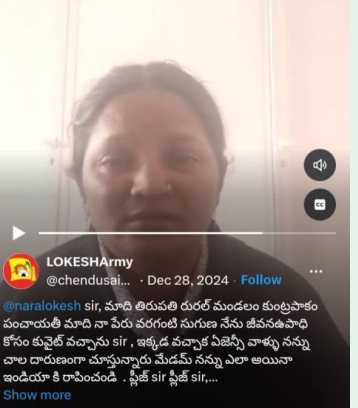 LOKESHArmy
@chendusai... · Dec 28, 2024 · Follow
@naralokesh sir, మాది తిరుపతి రురల్ మండలం కుంట్రపాకం
పంచాయతీ మాది నా పేరు వరగంటి సుగుణ నేను జీవనఉపాధి
కోసం కువైట్ వచ్చాను sir , ఇక్కడ వచ్చాక ఏజెన్సీ వాళ్ళు నన్ను
చాల దారుణంగా చూస్తున్నారు మేడమ్ నన్ను ఎలా అయినా
ఇండియా కి రాపించండి . ప్లీజ్ sir ప్లీజ్ sir,...
Show more